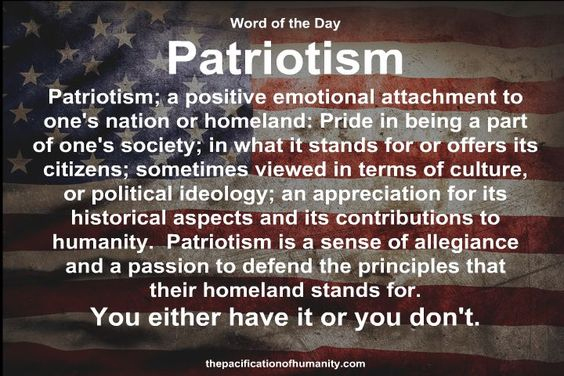 Word of the Day
Patriotism
Patriotism; a positive emotional attachment to
one's nation or homeland: Pride in being a part
of one's society; in what it stands for or offers its
citizens; sometimes viewed in terms of culture,
or political ideology; an appreciation for its
historical aspects and its contributions to
humanity.  Patriotism is a sense of allegiance
and a passion to defend the principles that
their homeland stands for.
You either have it or you don't.
thepacificationofhumanity.com